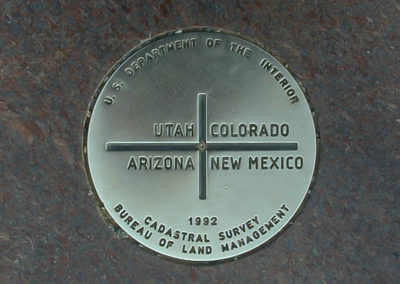 U.S. DEPARTMENT OF THE INTERIOR
UTAH COLORADO
ARIZONA NEW MEXICO
1992
CADASTRAL SURVEY
BUREAU OF LAND MANAGEMENT